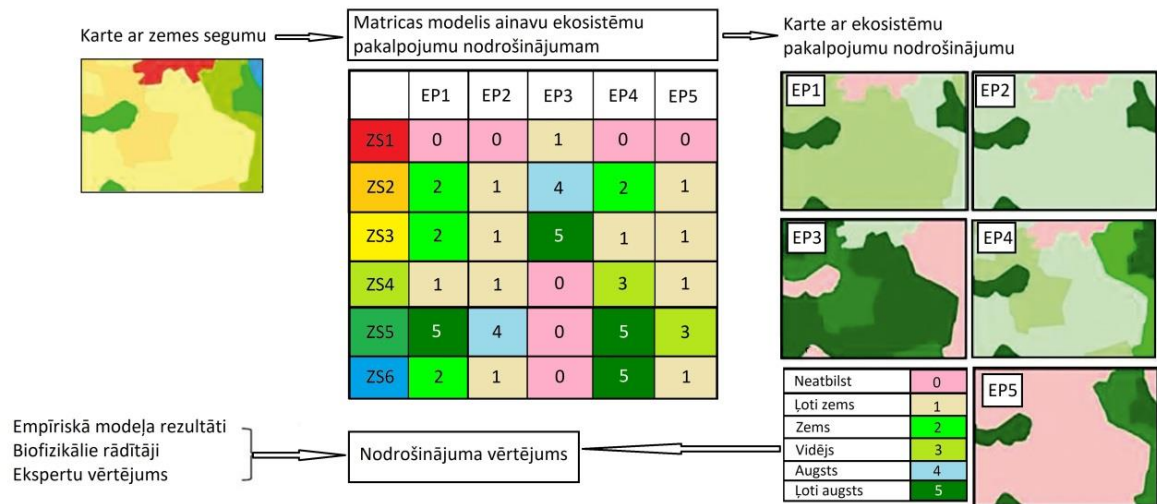 Karte ar zemes segumu
Matricas modelis ainavu ekosistēmu
pakalpojumu nodrošinājumam
Karte ar ekosistēmu
pakalpojumu nodrošinājumu
EP1 EP2 EP3 EP4 EP5
ZS1 0 0 1 0 0
ZS2 2 1 4 2 1
ZS3 2 1 5 1 1
ZS4 1 1 0 3 1
ZS5 5 4 0 5 3
ZS6 2 1 0 5 1
EP1
EP2
EP3
EP4
EP5
Neatbilst 0
Ļoti zems 1
Zems 2
Vidējs 3
Augsts 4
Ļoti augsts 5
Empīriskā modeļa rezultāti
Biofizikālie rādītāji
Ekspertu vērtējums
Nodrošinājuma vērtējums